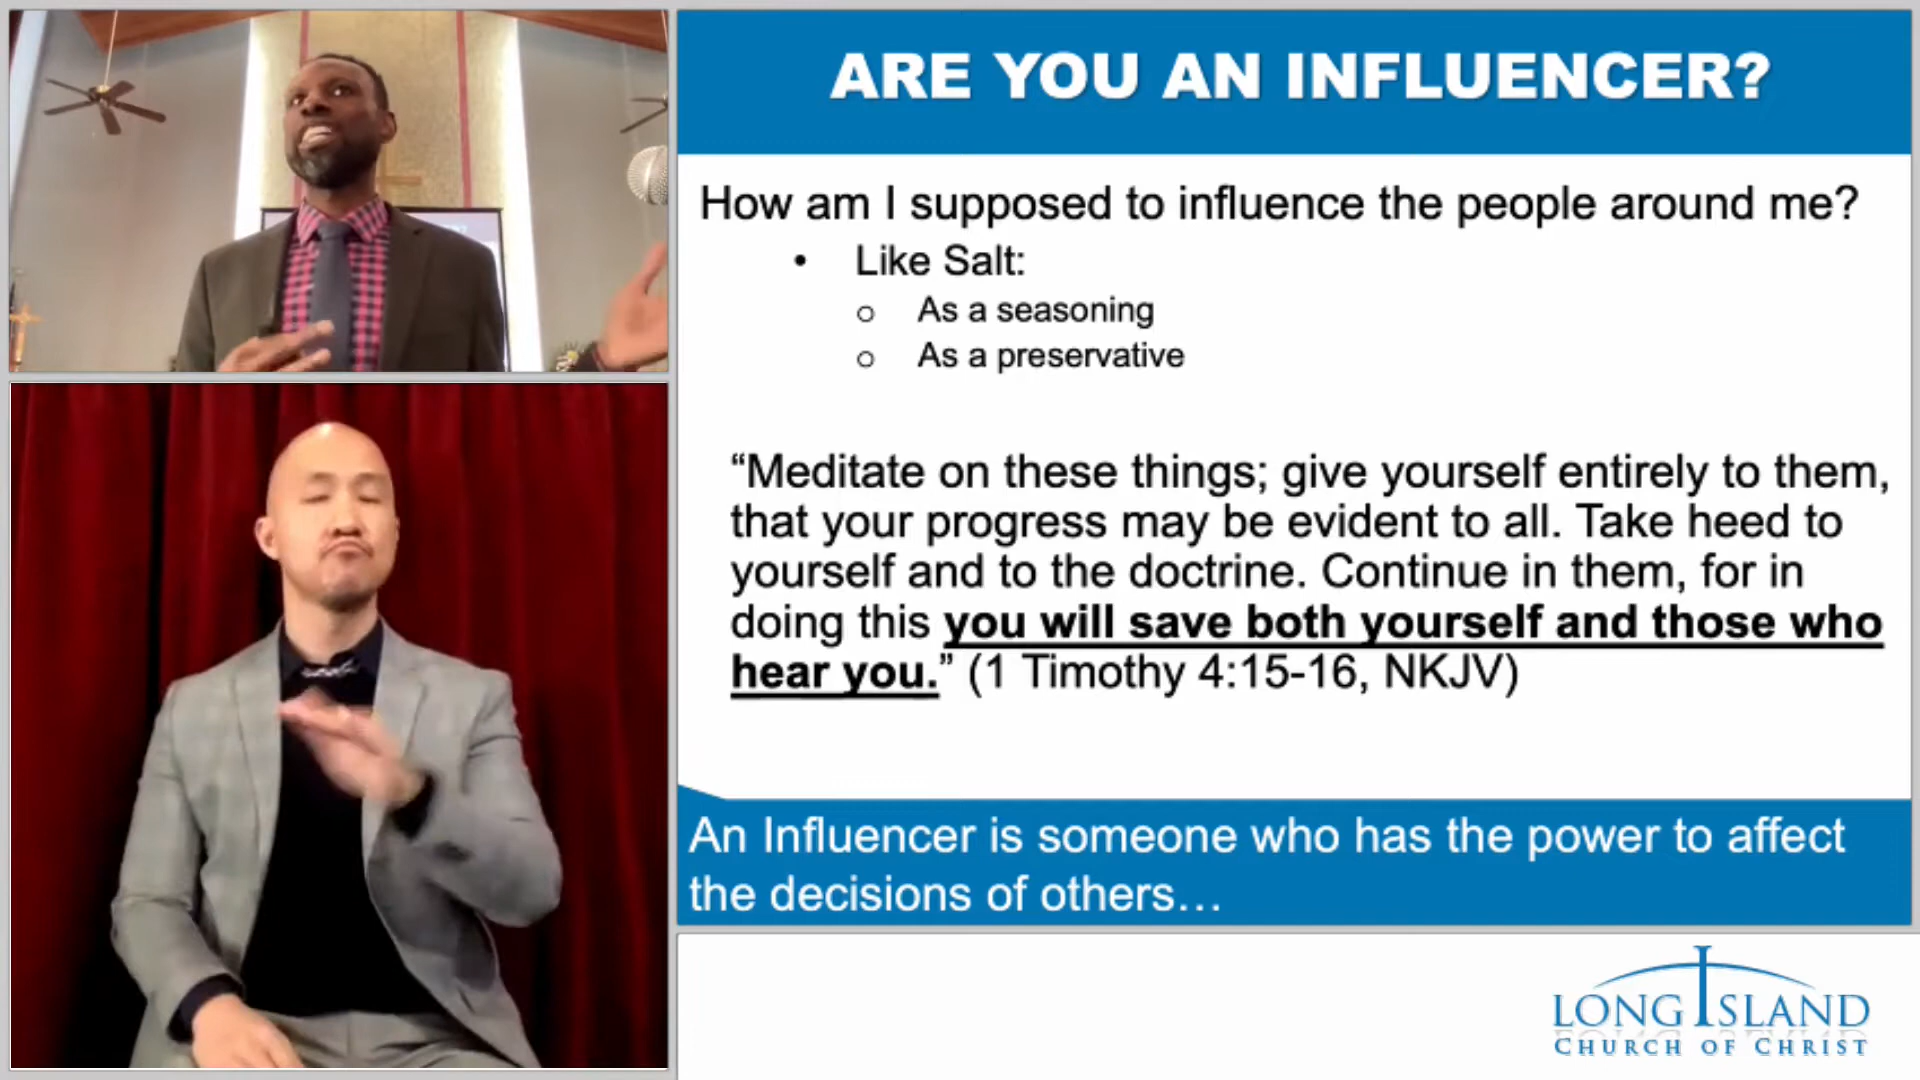 ARE YOU AN INFLUENCER?
How am I supposed to influence the people around me?
• Like Salt:
o As a seasoning
o As a preservative
“Meditate on these things; give yourself entirely to them,
that your progress may be evident to all. Take heed to
yourself and to the doctrine. Continue in them, for in
doing this you will save both yourself and those who
hear you.” (1 Timothy 4:15-16, NKJV)
An Influencer is someone who has the power to affect
the decisions of others…
LONG ISLAND
CHURCH OF CHRIST